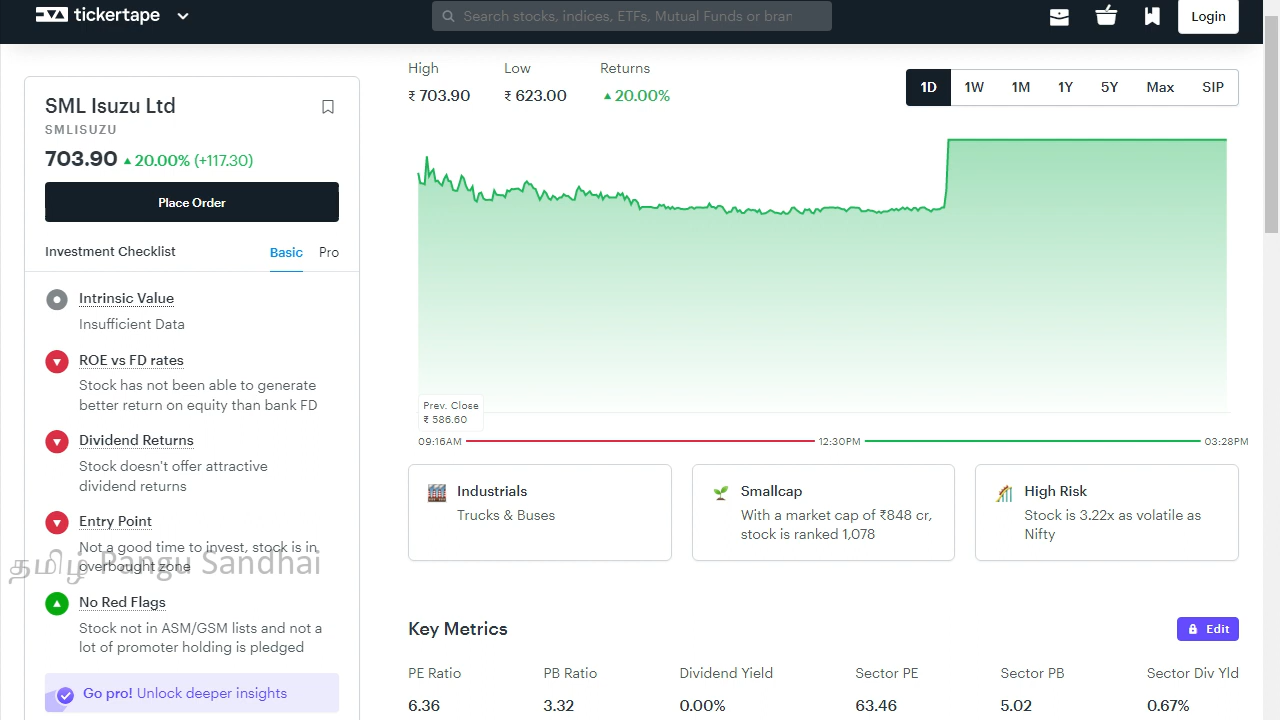 tickertape
Search stocks, indices, ETFs, Mutual Funds or bran
Login
SML Isuzu Ltd
SMLISUZU
703.90 ▲ 20.00% (+117.30)
Place Order
Investment Checklist
Basic
Pro
Intrinsic Value
Insufficient Data
ROE vs FD rates
Stock has not been able to generate
better return on equity than bank FD
Dividend Returns
Stock doesn't offer attractive
dividend returns
Entry Point
Not a good time to invest, stock is in
overbought zone
தமிழ் Pangu Sandhai
No Red Flags
Stock not in ASM/GSM lists and not a
lot of promoter holding is pledged
Go pro! Unlock deeper insights
High
Low
Returns
₹ 703.90
₹ 623.00
▲ 20.00%
1D
1W
1M
1Y
5Y
Max
SIP
Prev. Close
₹ 586.60
09:16AM
12:30PM
03:28PM
Industrials
Trucks & Buses
Smallcap
With a market cap of ₹848 cr,
stock is ranked 1,078
High Risk
Stock is 3.22x as volatile as
Nifty
Key Metrics
Edit
PE Ratio
PB Ratio
Dividend Yield
Sector PE
Sector PB
Sector Div Yld
6.36
3.32
0.00%
63.46
5.02
0.67%